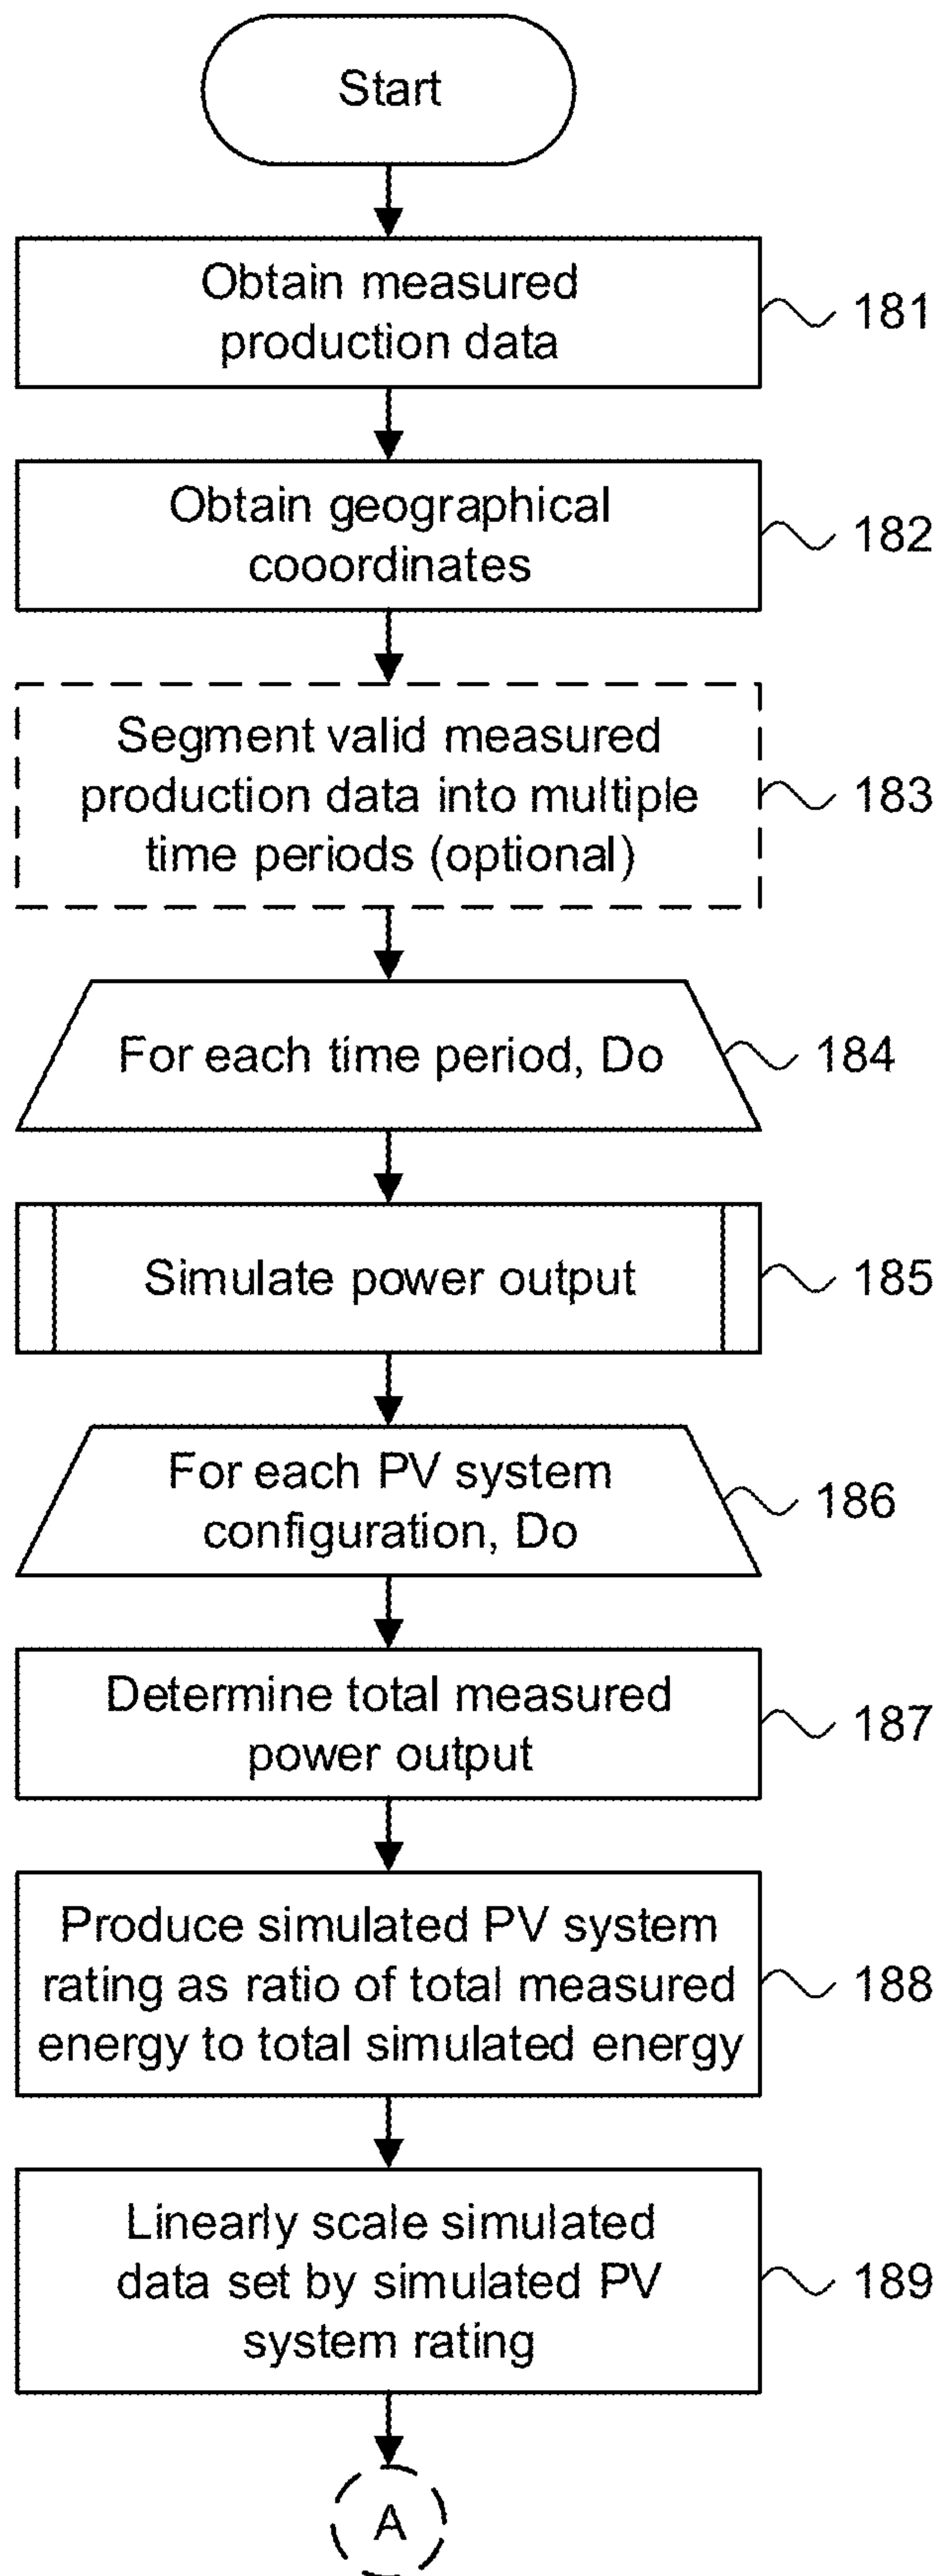 Start
Obtain measured
production data
181
Obtain geographical
cooordinates
182
Segment valid measured
production data into multiple
time periods (optional)
183
For each time period, Do
184
Simulate power output
185
For each PV system
configuration, Do
186
Determine total measured
power output
187
Produce simulated PV system
rating as ratio of total measured
energy to total simulated energy
188
Linearly scale simulated
data set by simulated PV
system rating
189
A